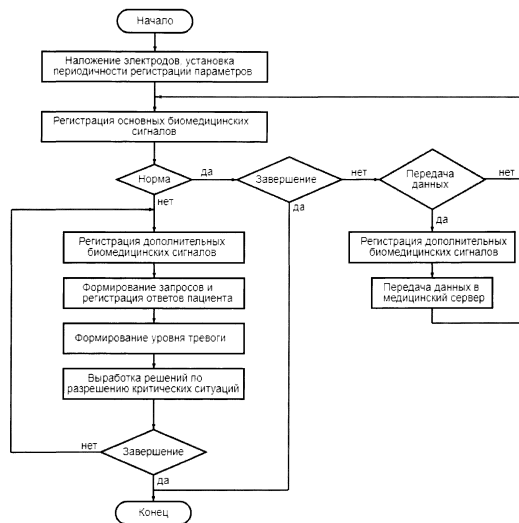 Начало
Наложение электродов, установка
периодичности регистрации параметров
Регистрация основных биомедицинских
сигналов
Норма
да
Завершение
нет
Передача
данных
нет
нет
да
да
Регистрация дополнительных
биомедицинских сигналов
Регистрация дополнительных
биомедицинских сигналов
Формирование запросов и
регистрация ответов пациента
Передача данных в
медицинский сервер
Формирование уровня тревоги
Выработка решений по
разрешению критических ситуаций
нет
Завершение
да
Конец